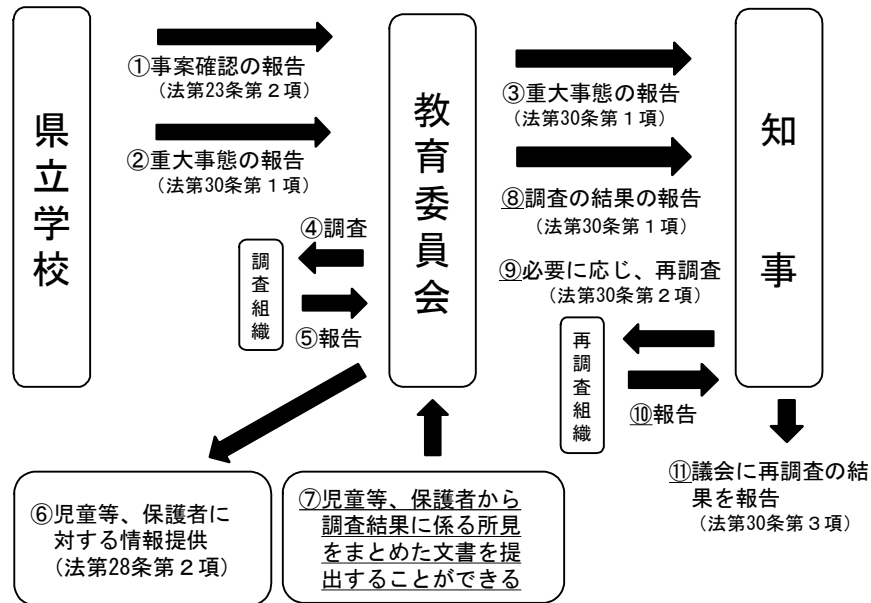 県立学校
①事案確認の報告
（法第23条第２項）
②重大事態の報告
（法第30条第１項）
教育委員会
④調査
調査組織
⑤報告
③重大事態の報告
（法第30条第１項）
⑧調査の結果の報告
（法第30条第１項）
⑨必要に応じ、再調査
（法第30条第２項）
再調査組織
⑩報告
知事
⑥児童等、保護者に
対する情報提供
（法第28条第２項）
⑦児童等、保護者から
調査結果に係る所見
をまとめた文書を提
出することができる
⑪議会に再調査の結
果を報告
（法第30条第３項）